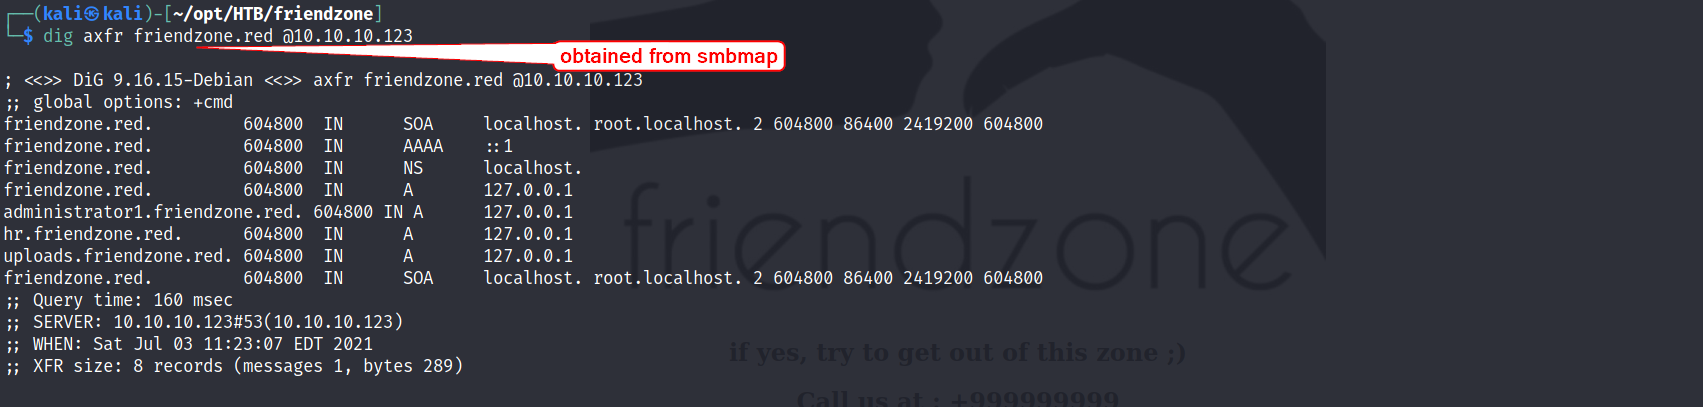 ┌──(kali㉿kali)-[~/opt/HTB/friendzone]
└─$ dig axfr friendzone.red @10.10.10.123
obtained from smbmap
; <<>> DiG 9.16.15-Debian <<>> axfr friendzone.red @10.10.10.123
;; global options: +cmd
friendzone.red. 604800 IN SOA localhost. root.localhost. 2 604800 86400 2419200 604800
friendzone.red. 604800 IN AAAA ::1
friendzone.red. 604800 IN NS localhost.
friendzone.red. 604800 IN A 127.0.0.1
administrator1.friendzone.red. 604800 IN A 127.0.0.1
hr.friendzone.red. 604800 IN A 127.0.0.1
uploads.friendzone.red. 604800 IN A 127.0.0.1
friendzone.red. 604800 IN SOA localhost. root.localhost. 2 604800 86400 2419200 604800
;; Query time: 160 msec
;; SERVER: 10.10.10.123#53(10.10.10.123)
;; WHEN: Sat Jul 03 11:23:07 EDT 2021
;; XFR size: 8 records (messages 1, bytes 289)
friendzone
if yes, try to get out of this zone ;)
Call us at : +999999999